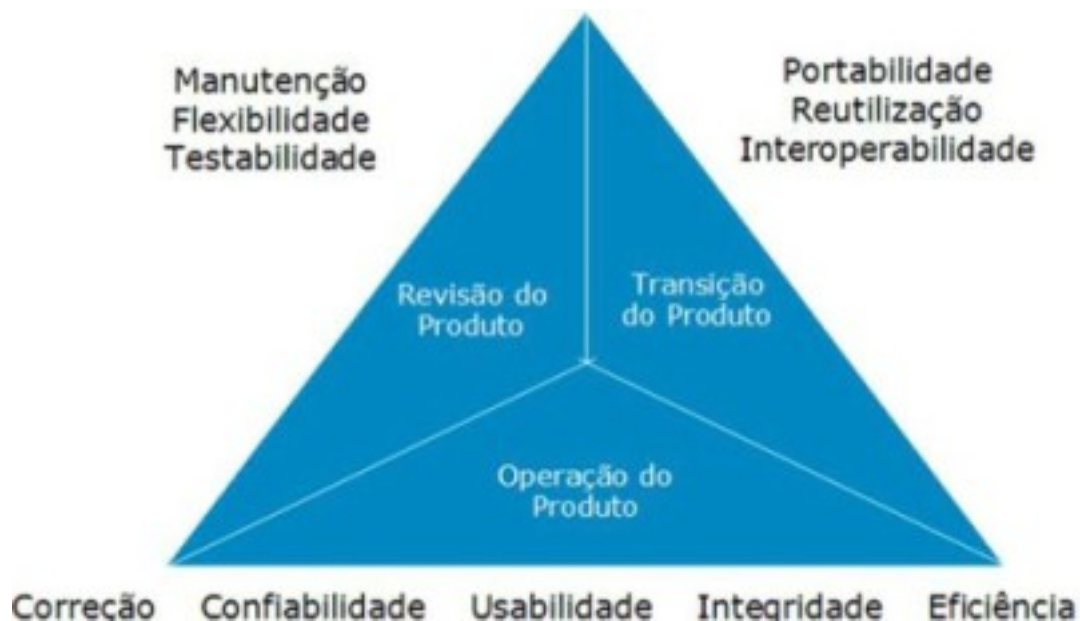 Manutenção
Flexibilidade
Testabilidade
Portabilidade
Reutilização
Interoperabilidade
Revisão do
Produto
Transição
do Produto
Operação do
Produto
Correção Confiabilidade Usabilidade Integridade Eficiência